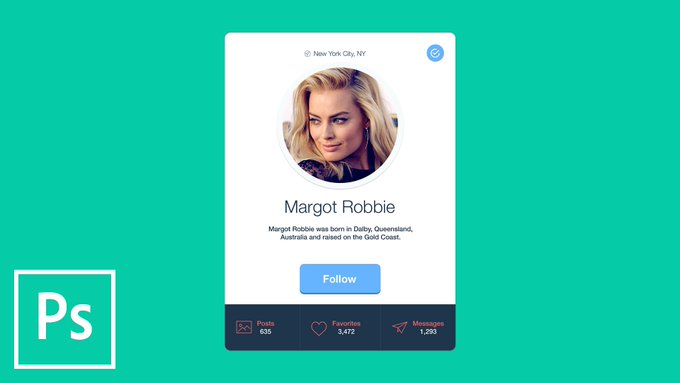 New York City, NY
Margot Robbie
Margot Robbie was born in Dalby, Queensland,
Australia and raised on the Gold Coast.
Follow
Posts
635
Favorites
3,472
Messages
1,293
Ps